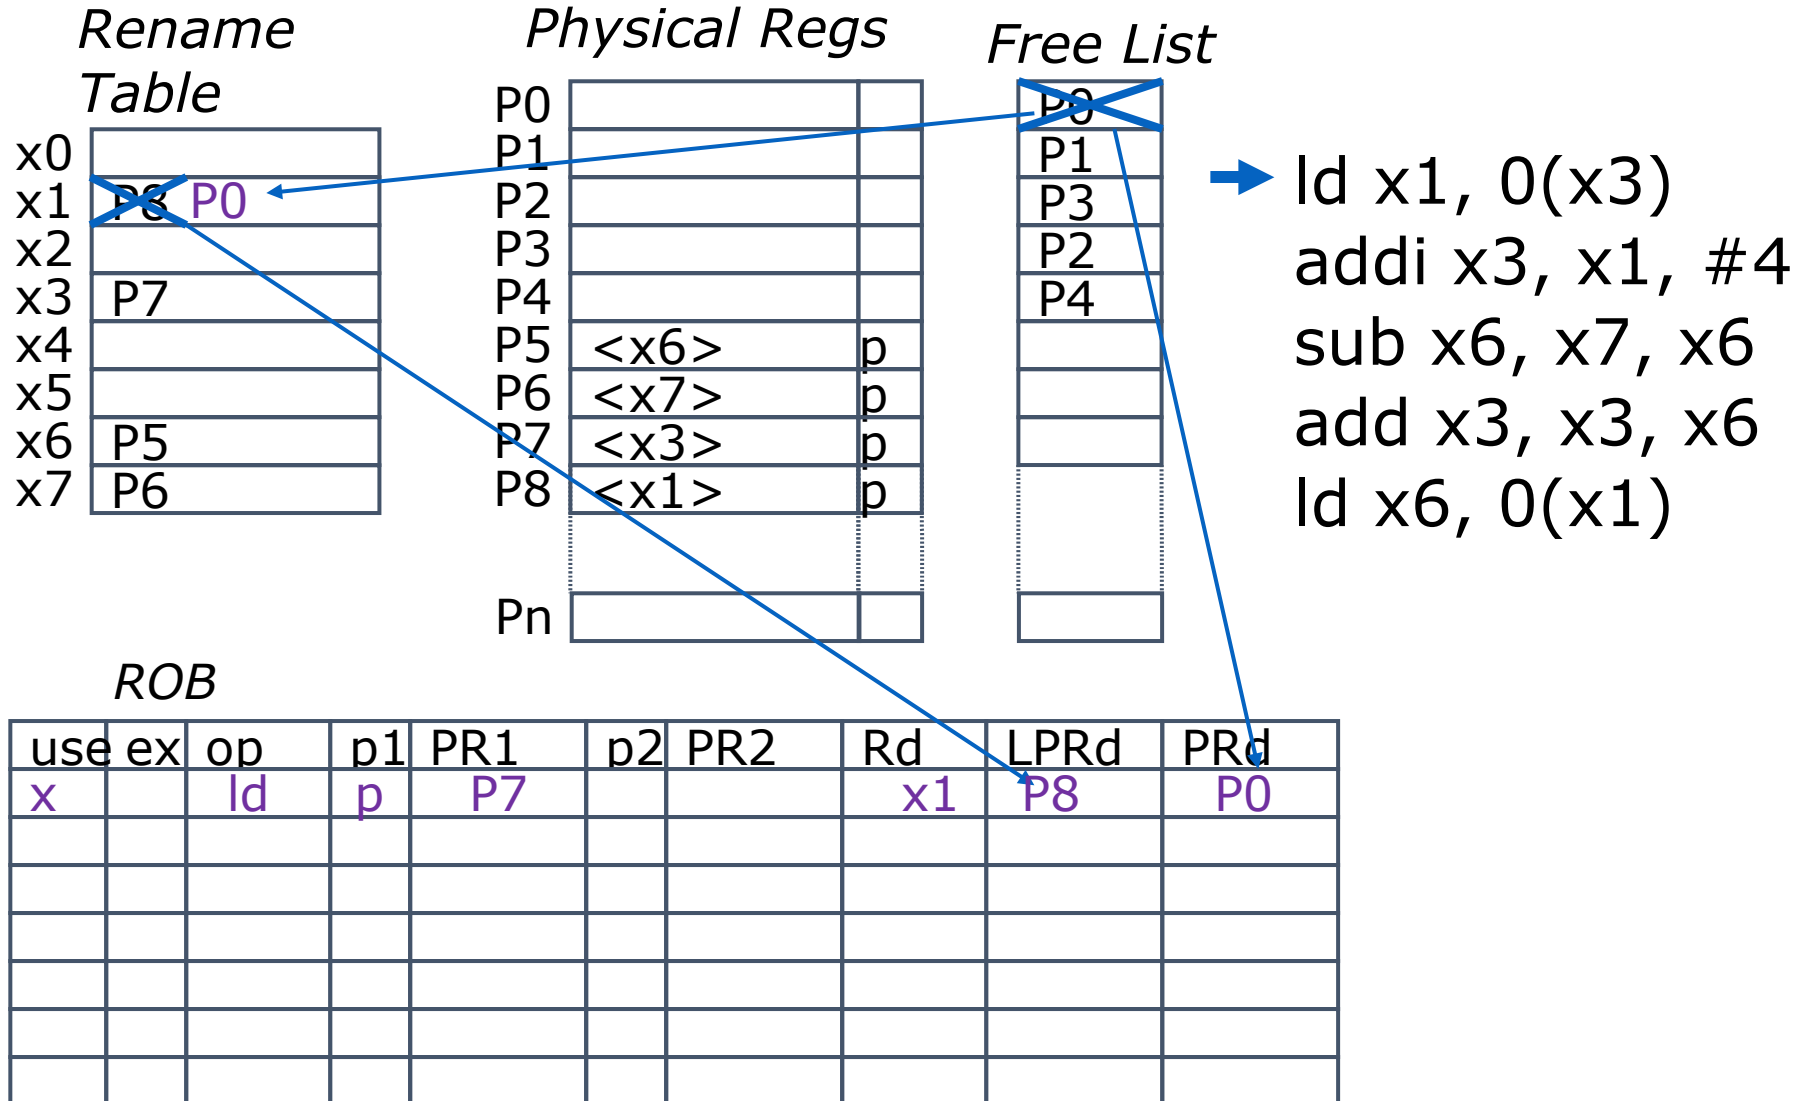 Rename
Table
Physical Regs
Free List
x0
x1 P8 P0
x2
x3 P7
x4
x5
x6 P5
x7 P6
P0
P1
P2
P3
P4
P5 <x6> p
P6 <x7> p
P7 <x3> p
P8 <x1> p
Pn
P0
P1
P3
P2
P4
ld x1, 0(x3)
addi x3, x1, #4
sub x6, x7, x6
add x3, x3, x6
ld x6, 0(x1)
ROB
use ex op p1 PR1 p2 PR2 Rd LPRd PRd
x ld p P7 x1 P8 P0